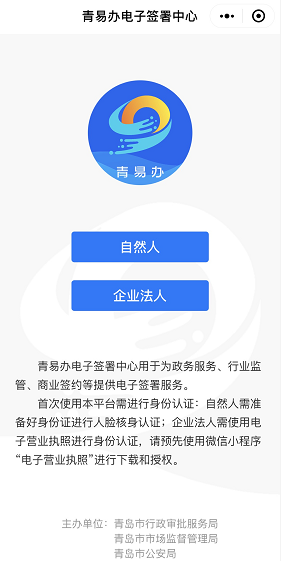 青易办电子签署中心
青易办
自然人
企业法人
青易办电子签署中心用于为政务服务、行业监
管、商业签约等提供电子签署服务。
首次使用本平台需进行身份认证：自然人需准
备好身份证进行人脸核身认证；企业法人需使用电
子营业执照进行身份认证，请预先使用微信小程序
“电子营业执照”进行下载和授权。
主办单位：青岛市行政审批服务局
青岛市市场监督管理局
青岛市公安局